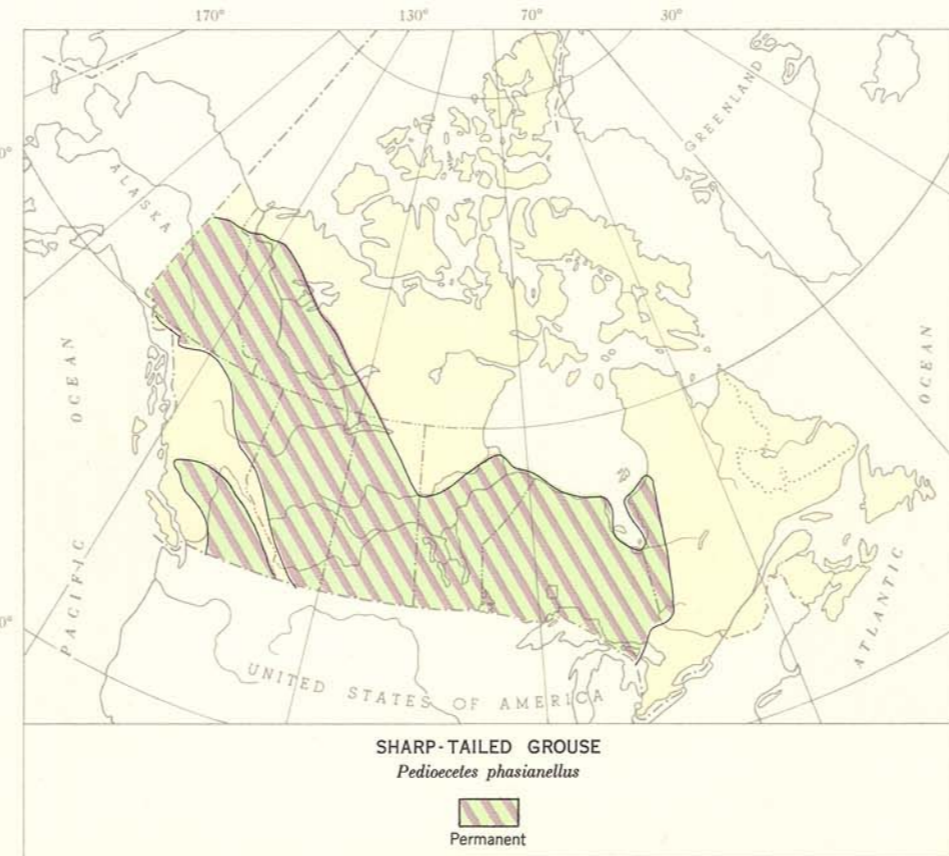 170° 130° 70° 30°
GREENLAND
ALASKA
OCEAN
OCEAN
PACIFIC
ATLANTIC
UNITED STATES OF AMERICA
SHARP-TAILED GROUSE
Pedioecetes phasianellus
Permanent